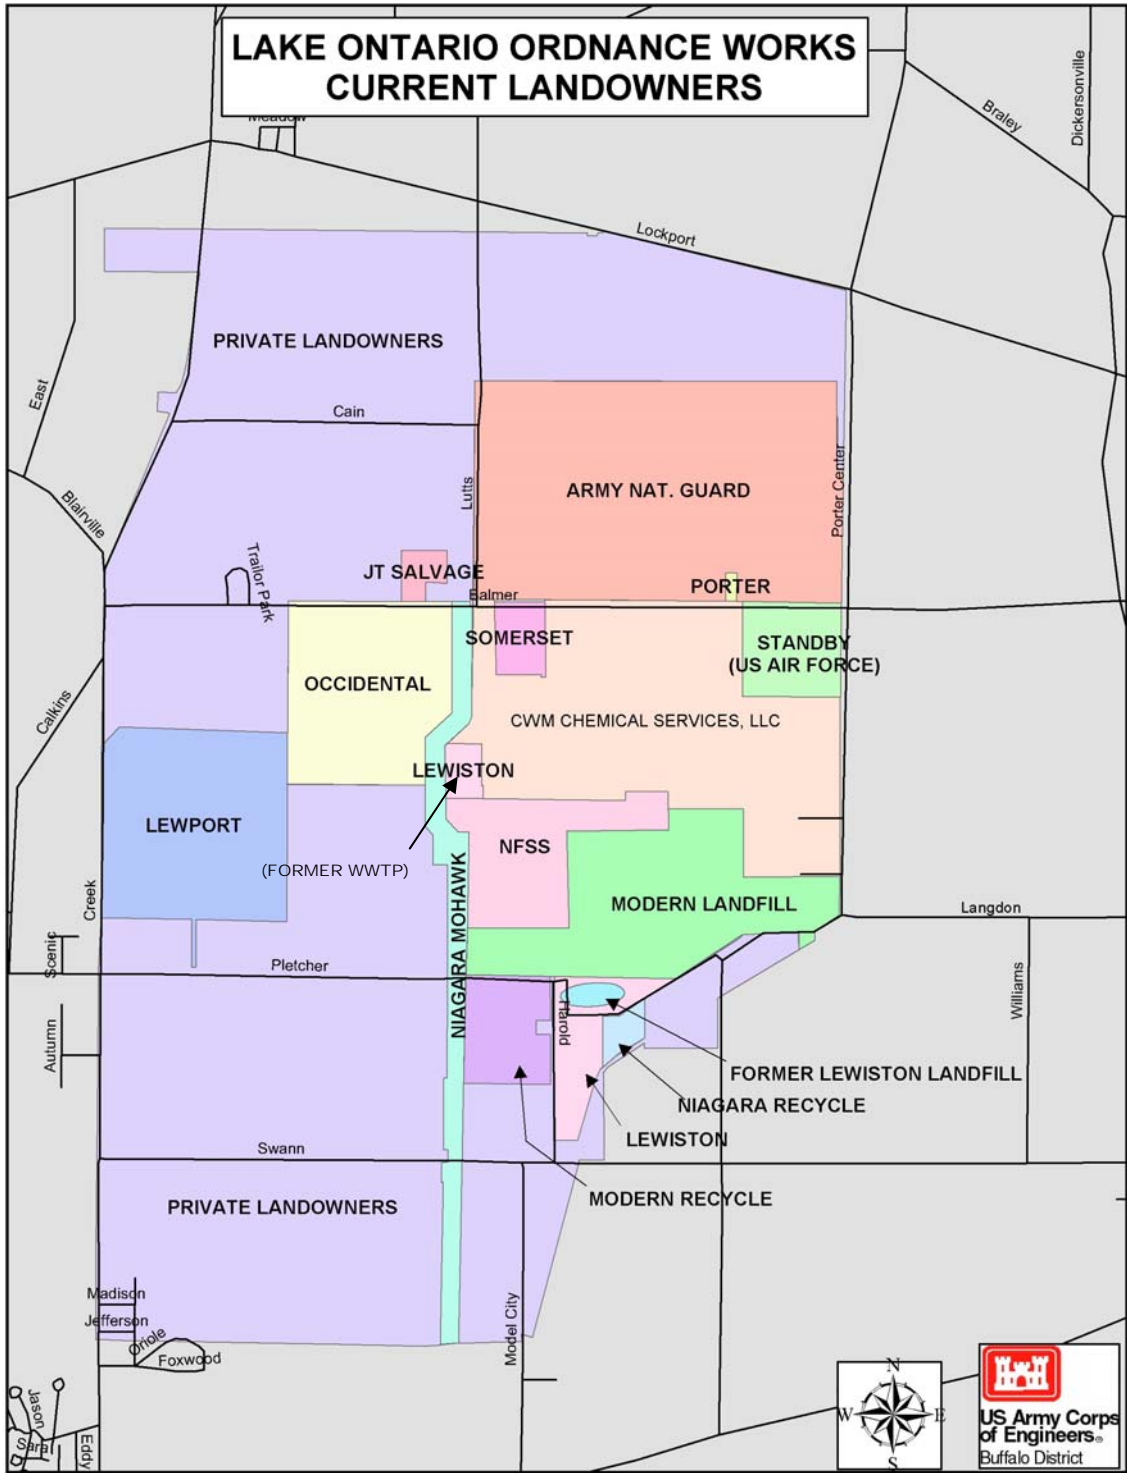 LAKE ONTARIO ORDNANCE WORKS
CURRENT LANDOWNERS
Meadow
Dickersonville
Braley
Lockport
PRIVATE LANDOWNERS
East
Cain
Lutts
ARMY NAT. GUARD
Porter Center
Blairville
Trailor Park
JT SALVAGE
PORTER
Balmer
SOMERSET
STANDBY
(US AIR FORCE)
OCCIDENTAL
Calkins
CWM CHEMICAL SERVICES, LLC
LEWISTON
LEWPORT
NFSS
(FORMER WWTP)
NIAGARA MOHAWK
Creek
MODERN LANDFILL
Langdon
Scenic
Pletcher
Williams
Autumn
Harold
FORMER LEWISTON LANDFILL
NIAGARA RECYCLE
LEWISTON
Swann
MODERN RECYCLE
PRIVATE LANDOWNERS
Madison
Jefferson
Oriole
Foxwood
Model City
Jason
Sara
Eddy
N
W
E
S
US Army Corps
of Engineers®
Buffalo District